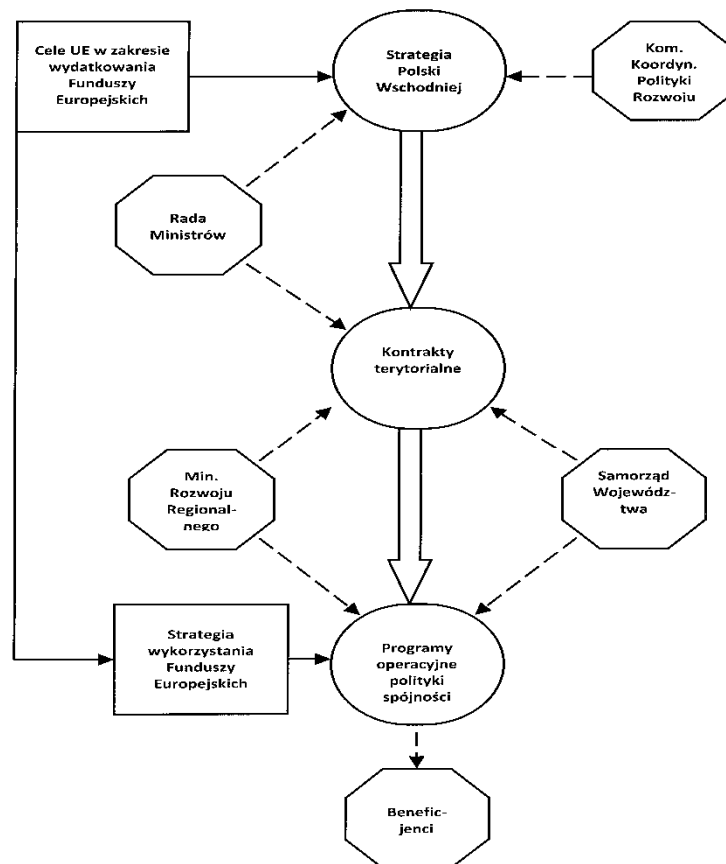 Cele UE w zakresie
wydatkowania
Funduszy
Europejskich
Strategia
Polski
Wschodniej
Kom.
Koordyn.
Polityki
Rozwoju
Rada
Ministrów
Kontrakty
terytorialne
Min.
Rozwoju
Regional-
nego
Samorząd
Wojewódz-
twa
Strategia
wykorzystania
Funduszy
Europejskich
Programy
operacyjne
polityki
spójności
Benefic-
jenci